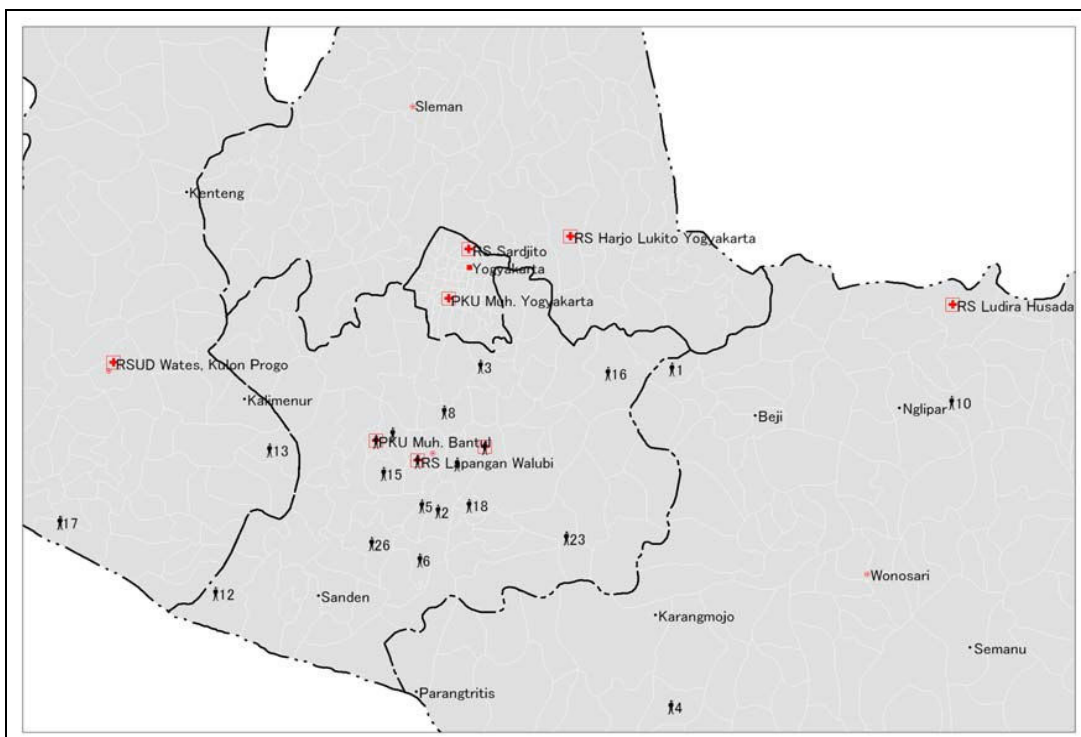 Sleman
Kenteng
RS Harjo Lukito Yogyakarta
RS Sardjito
Yogyakarta
PKU Muh. Yogyakarta
RS Ludira Husada
RSUD Wates, Kulon Progo
3
16
1
Kalimenur
8
Beji
Nglipar
10
PKU Muh. Bantul
13
RS Lapangan Walubi
15
5
2
18
17
26
23
6
Wonosari
12
Sanden
Karangmojo
Semanu
Parangtritis
4